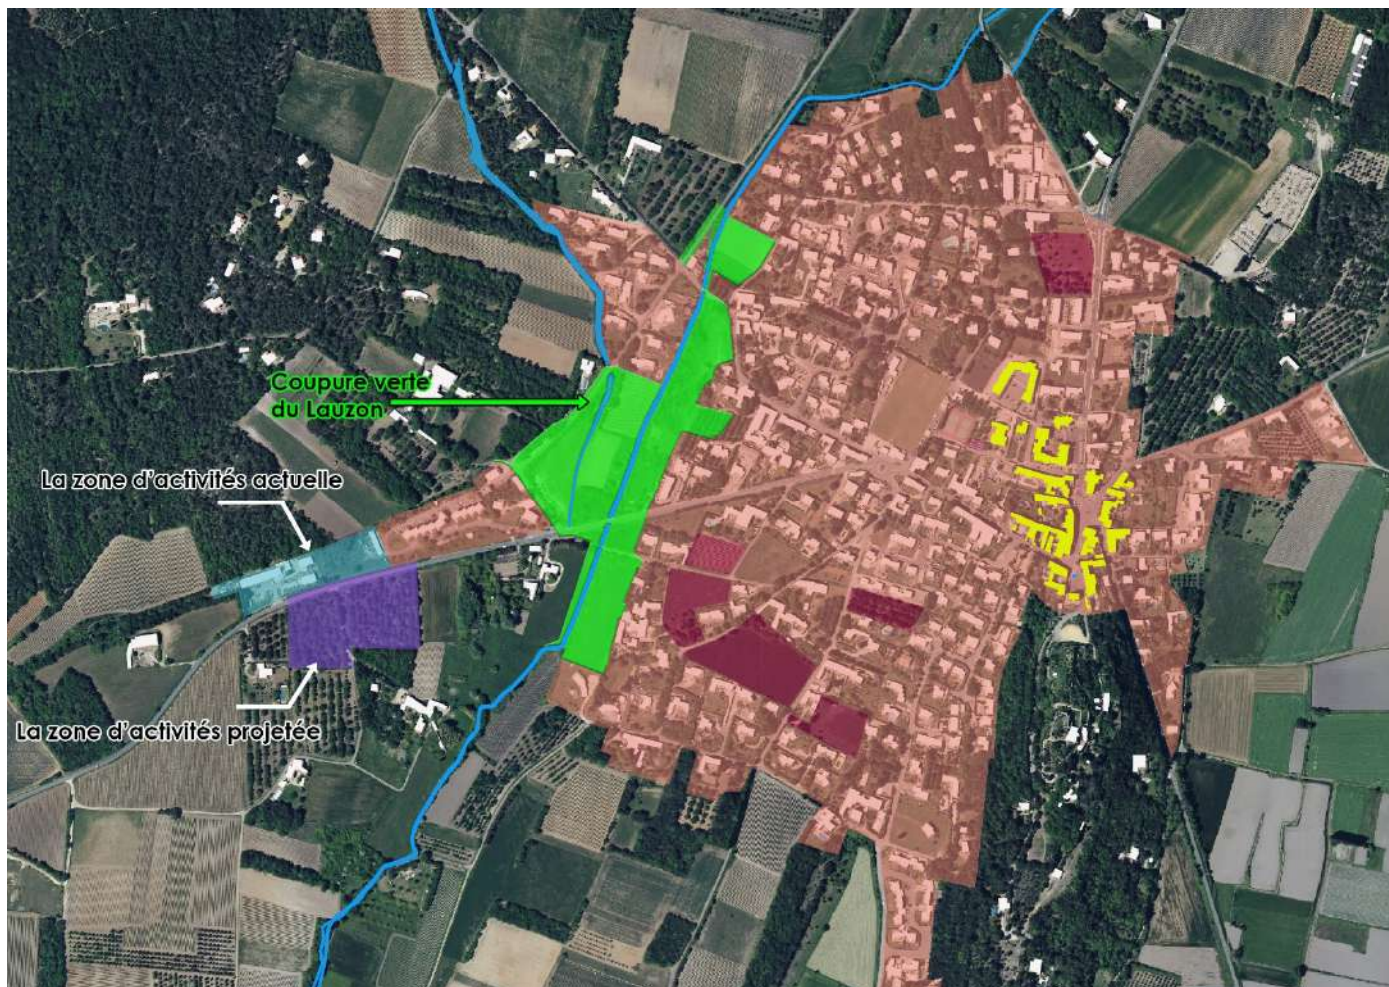 Coupure verte
du Lauzon
La zone d'activités actuelle
La zone d'activités projetée